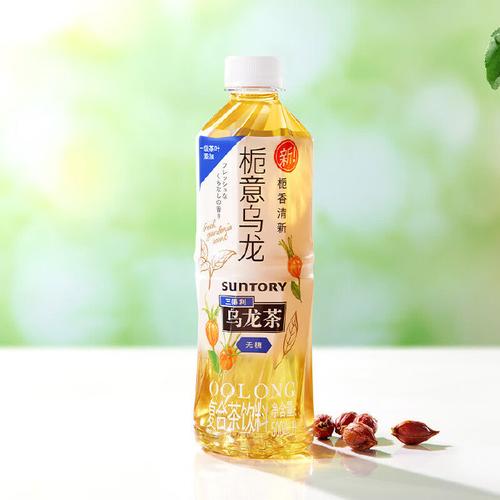 一级茶叶
添加
栀意乌龙
新!
栀香清新
フレッシュな
くちなしの香り
fresh
gardenia
scent
SUNTORY
三得利
乌龙茶
无糖
OOLONG
复合茶饮料
净含量